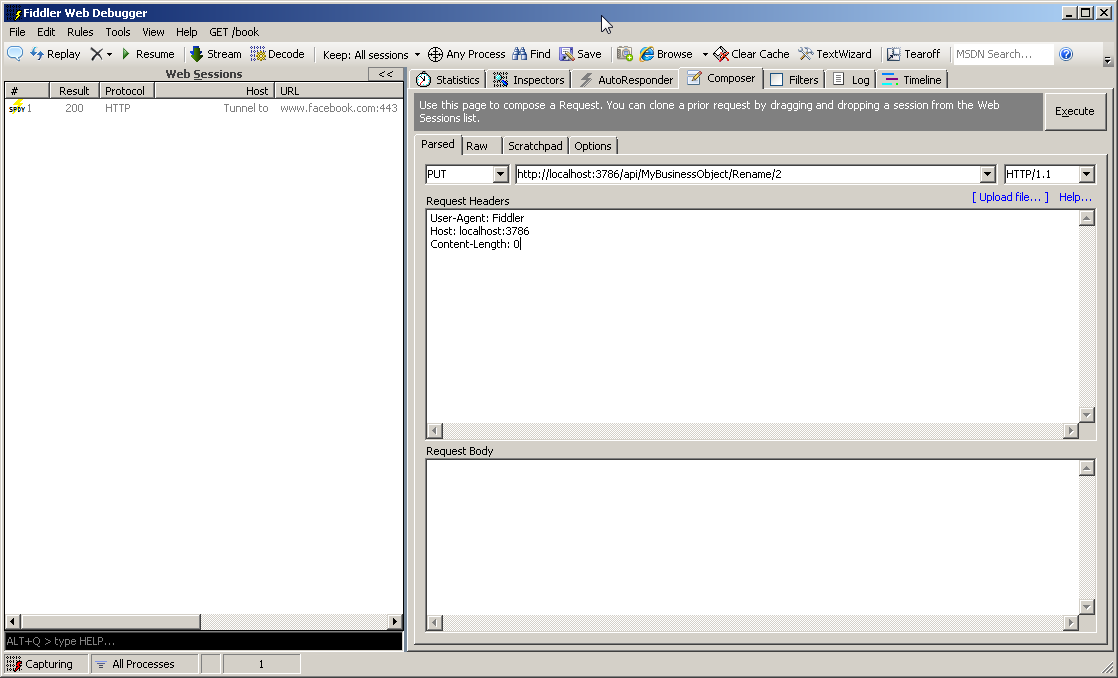 Fiddler Web Debugger
File Edit Rules Tools View Help GET /book
Replay Resume Stream Decode Keep: All sessions Any Process Find Save Browse Clear Cache TextWizard Tearoff MSDN Search...
Web Sessions <<
# Result Protocol Host URL
SPDY 1 200 HTTP Tunnel to www.facebook.com:443
Statistics Inspectors AutoResponder Composer Filters Log Timeline
Use this page to compose a Request. You can clone a prior request by dragging and dropping a session from the Web
Sessions list.
Execute
Parsed Raw Scratchpad Options
PUT http://localhost:3786/api/MyBusinessObject/Rename/2 HTTP/1.1
Request Headers [ Upload file... ] Help...
User-Agent: Fiddler
Host: localhost:3786
Content-Length: 0
Request Body
ALT+Q > type HELP...
Capturing All Processes 1